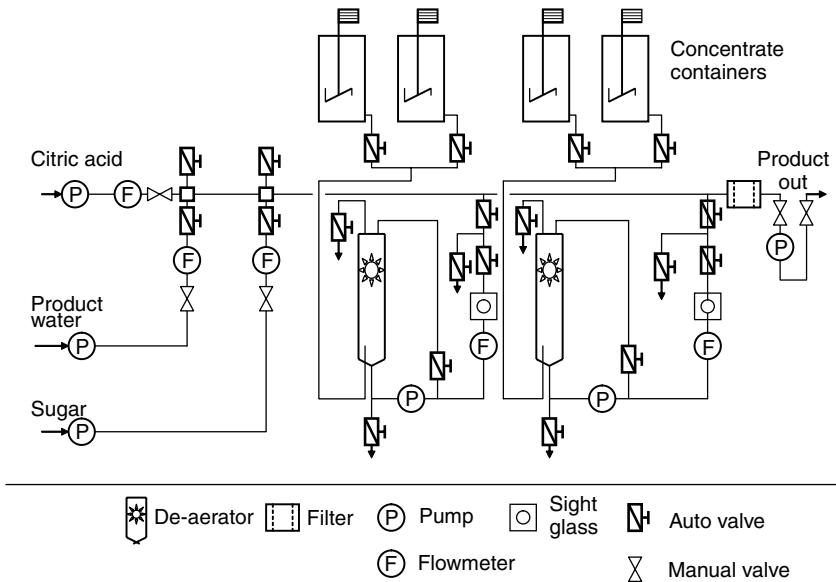 Concentrate
containers
Citric acid
Product
out
P
F
F
F
P
Product
water
P
F
F
Sugar
P
P
P
De-aerator
Filter
P
Pump
Sight
glass
Auto valve
F
Flowmeter
Manual valve